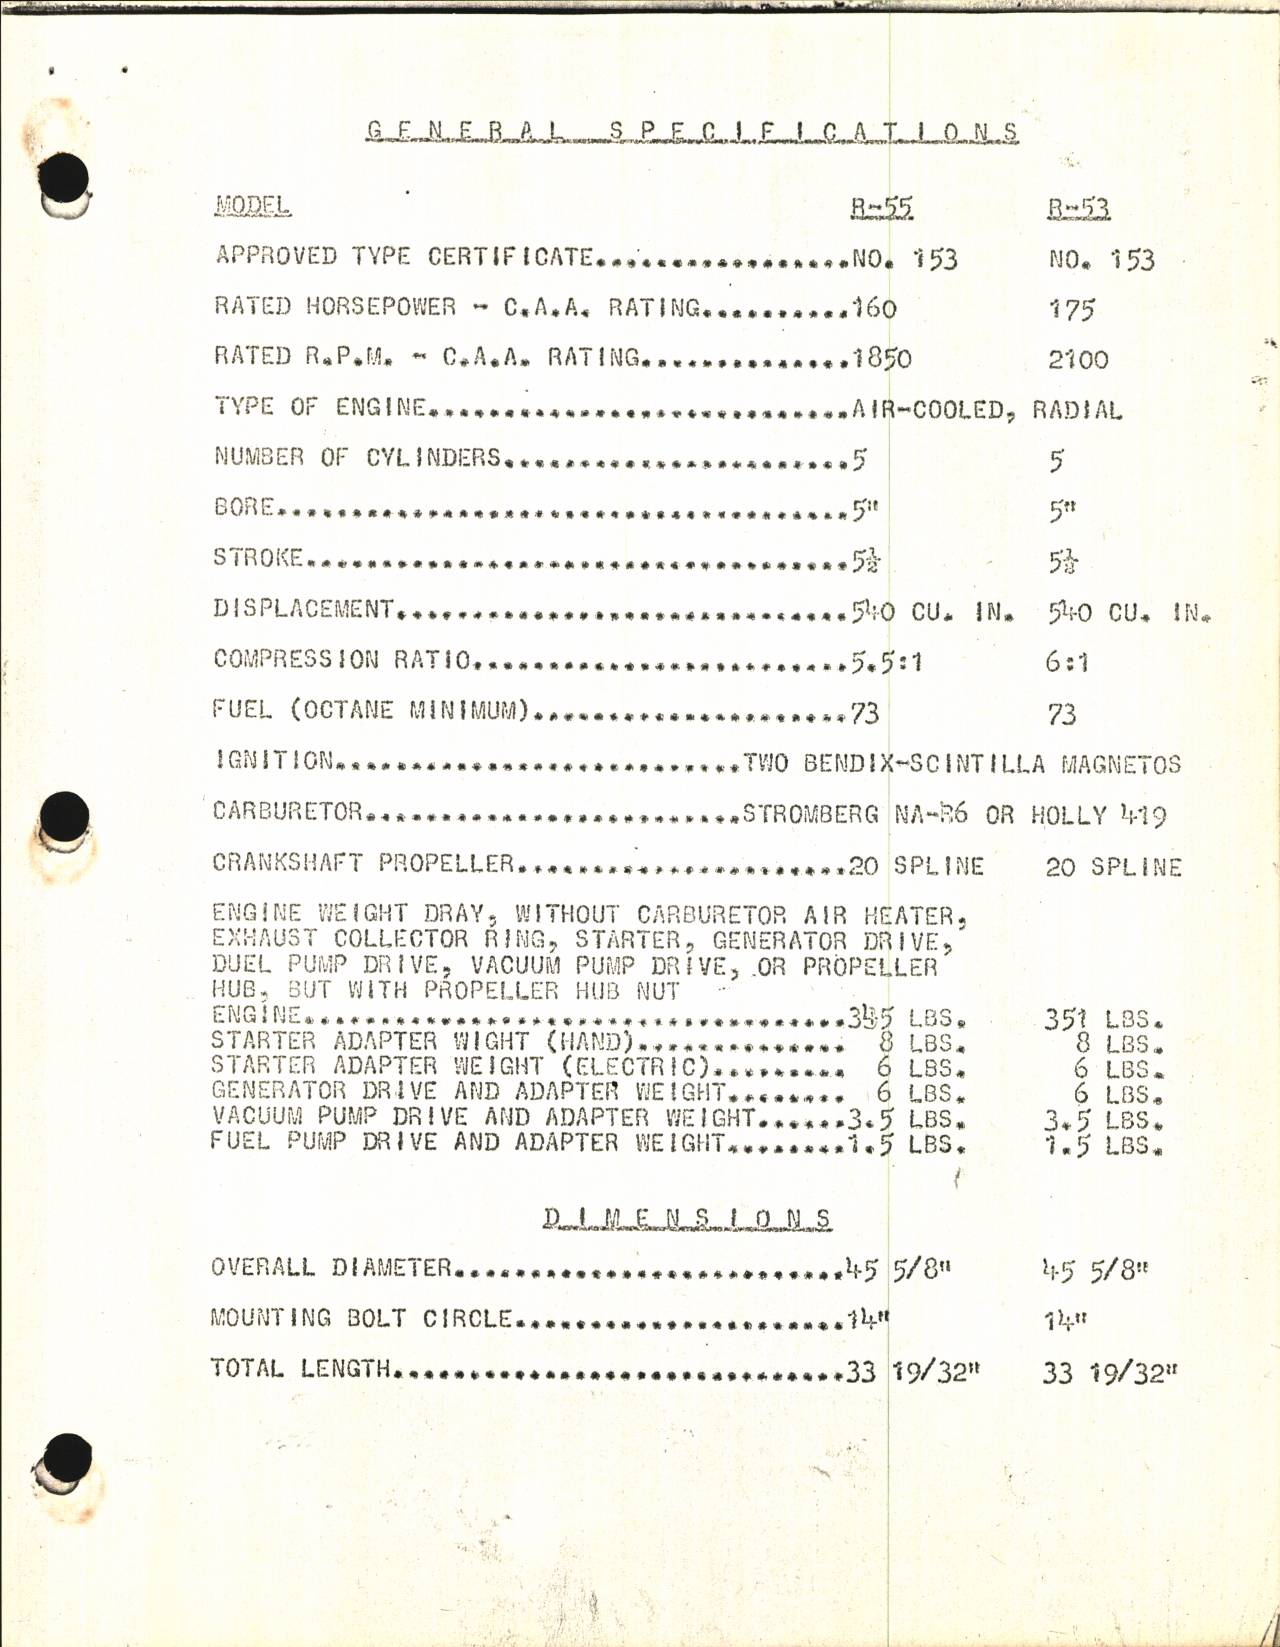 GENERAL SPECIFICATIONS
MODEL R-55 R-53
APPROVED TYPE CERTIFICATE.................NO. 153 NO. 153
RATED HORSEPOWER - C.A.A. RATING..........160 175
RATED R.P.M. - C.A.A. RATING..............1850 2100
TYPE OF ENGINE............................AIR-COOLED, RADIAL
NUMBER OF CYLINDERS.......................5 5
BORE......................................5" 5"
STROKE....................................5½ 5½
DISPLACEMENT..............................540 CU. IN. 540 CU. IN.
COMPRESSION RATIO.........................5.5:1 6:1
FUEL (OCTANE MINIMUM).....................73 73
IGNITION...........................TWO BENDIX-SCINTILLA MAGNETOS
CARBURETOR.........................STROMBERG NA-R6 OR HOLLY 419
CRANKSHAFT PROPELLER......................20 SPLINE 20 SPLINE
ENGINE WEIGHT DRAY, WITHOUT CARBURETOR AIR HEATER,
EXHAUST COLLECTOR RING, STARTER, GENERATOR DRIVE,
DUEL PUMP DRIVE, VACUUM PUMP DRIVE, OR PROPELLER
HUB, BUT WITH PROPELLER HUB NUT
ENGINE....................................345 LBS. 351 LBS.
STARTER ADAPTER WIGHT (HAND).............. 8 LBS. 8 LBS.
STARTER ADAPTER WEIGHT (ELECTRIC)......... 6 LBS. 6 LBS.
GENERATOR DRIVE AND ADAPTER WEIGHT........ 6 LBS. 6 LBS.
VACUUM PUMP DRIVE AND ADAPTER WEIGHT......3.5 LBS. 3.5 LBS.
FUEL PUMP DRIVE AND ADAPTER WEIGHT........1.5 LBS. 1.5 LBS.
DIMENSIONS
OVERALL DIAMETER..........................45 5/8" 45 5/8"
MOUNTING BOLT CIRCLE......................14" 14"
TOTAL LENGTH..............................33 19/32" 33 19/32"